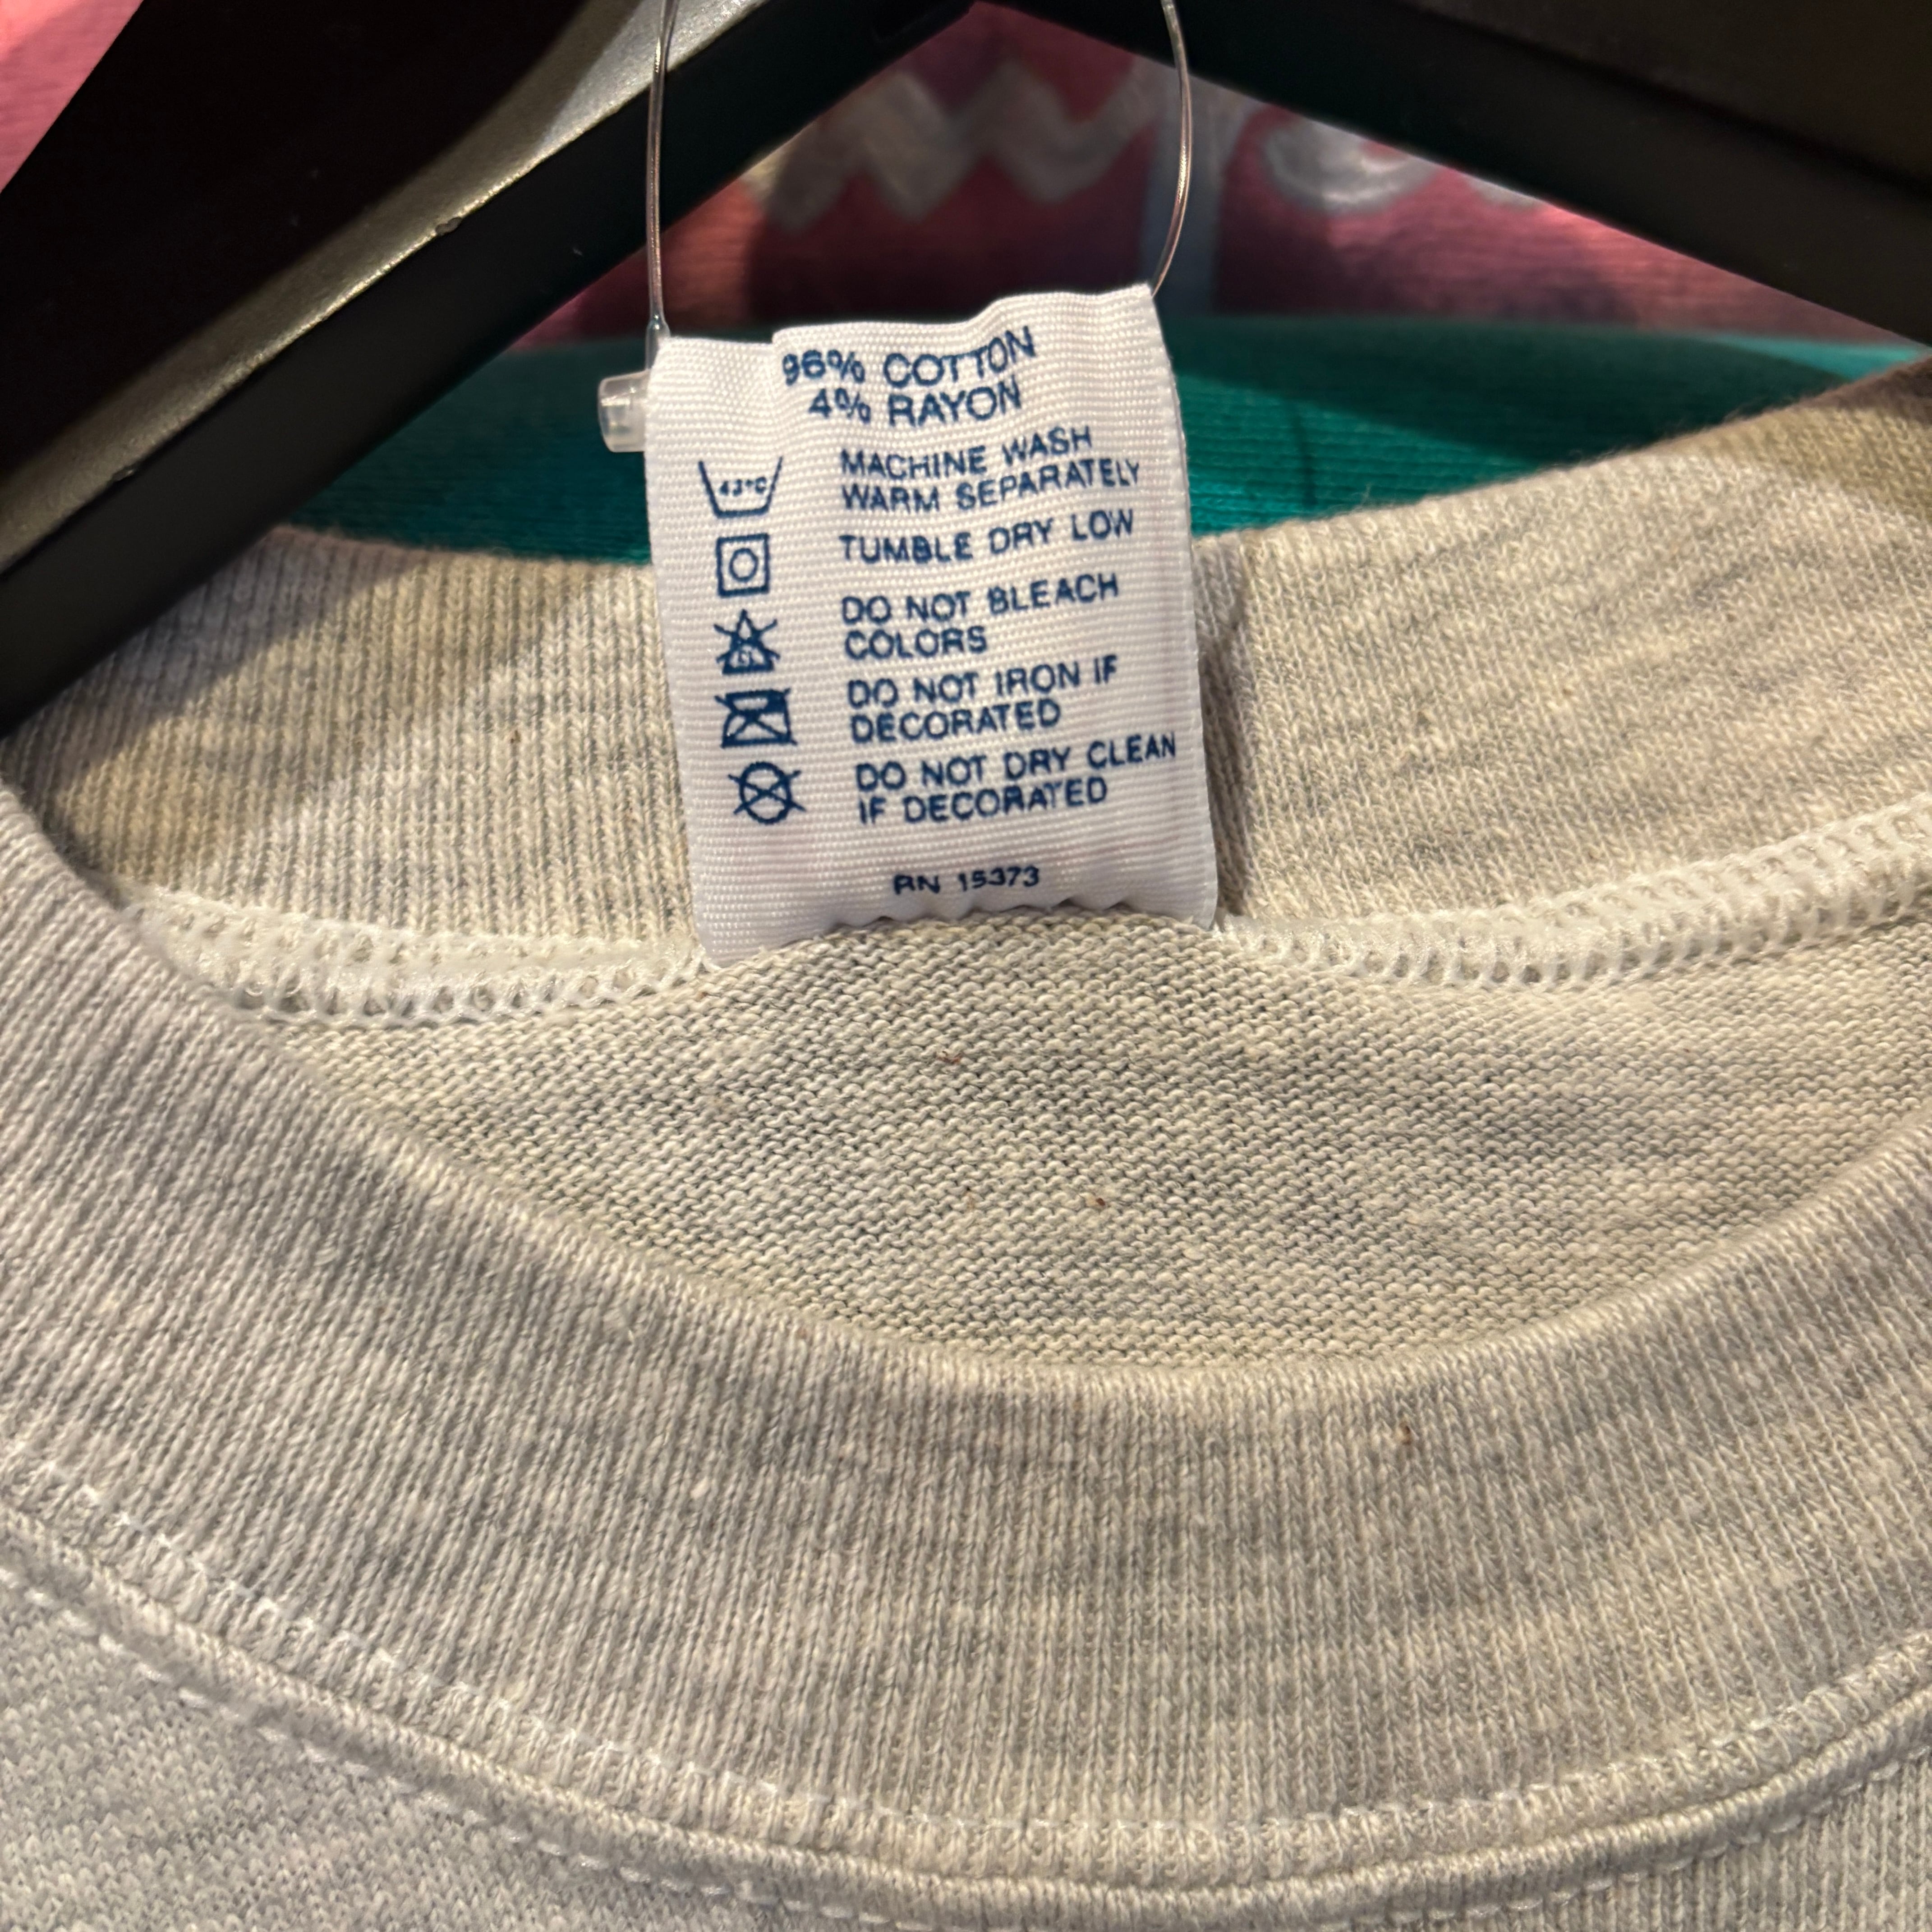 96% COTTON
4% RAYON
43°C
MACHINE WASH
WARM SEPARATELY
TUMBLE DRY LOW
DO NOT BLEACH
COLORS
DO NOT IRON IF
DECORATED
DO NOT DRY CLEAN
IF DECORATED
RN 15373